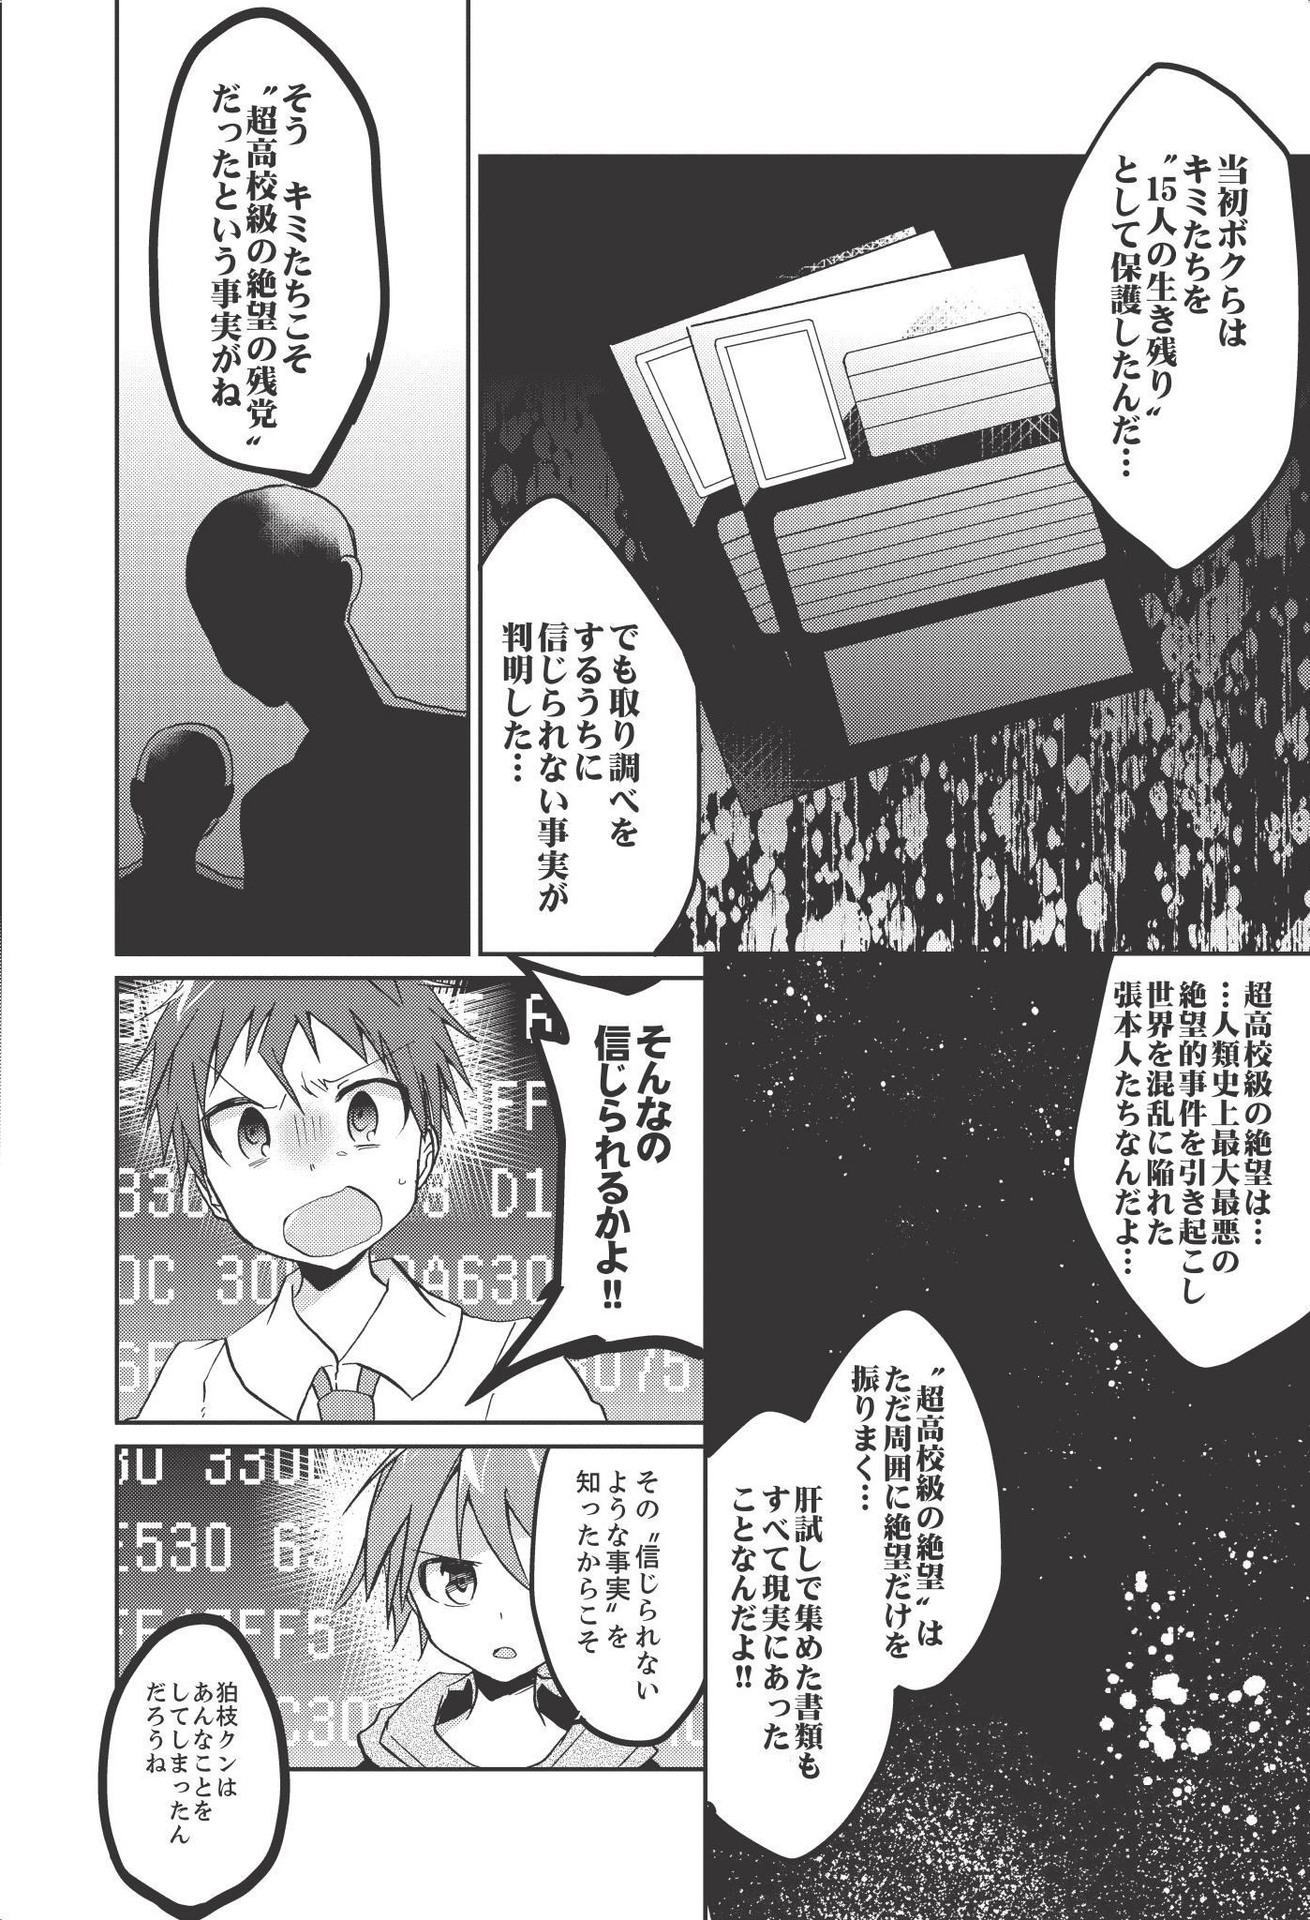 当初ボクらは
キミたちを
〝15人の生き残り〟
として保護したんだ…
でも取り調べを
するうちに
信じられない事実が
判明した…
そう　キミたちこそ
〝超高校級の絶望の残党〟
だったという事実がね
超高校級の絶望は…
…人類史上最大最悪の
絶望的事件を引き起こし
世界を混乱に陥れた
張本人たちなんだよ…
〝超高校級の絶望〟は
ただ周囲に絶望だけを
振りまく…
肝試しで集めた書類も
すべて現実にあった
ことなんだよ!!
そんなの
信じられるかよ!!
その〝信じられない
ような事実〟を
知ったからこそ
狛枝クンは
あんなことを
してしまったん
だろうね